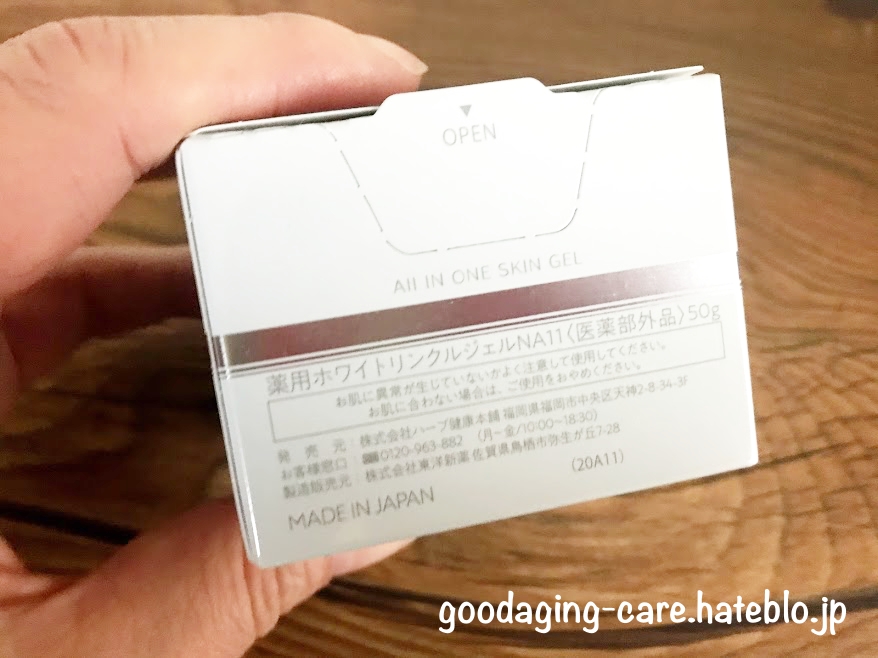 ▼
OPEN
All IN ONE SKIN GEL
薬用ホワイトリンクルジェルNA11〈医薬部外品〉50g
お肌に異常が生じていないかよく注意して使用してください。
お肌に合わない場合は、ご使用をおやめください。
発売元：株式会社ハーブ健康本舗 福岡県福岡市中央区天神2-8-34-3F
お客様窓口：0120-963-882 （月~金/10:00~18:30）
製造販売元：株式会社東洋新薬 佐賀県鳥栖市弥生が丘7-28
（20A11）
MADE IN JAPAN
goodaging-care.hateblo.jp